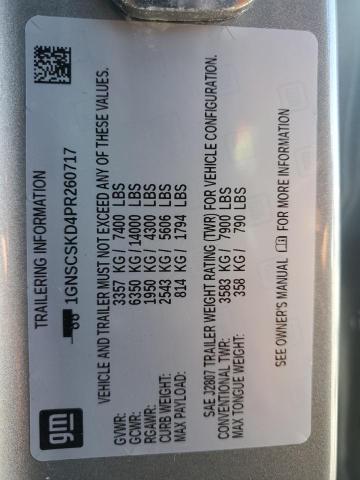 gm
TRAILERING INFORMATION
1GNSCSKD4PR260717
VEHICLE AND TRAILER MUST NOT EXCEED ANY OF THESE VALUES.
GVWR: 3357 KG / 7400 LBS
GCWR: 6350 KG / 14000 LBS
RGAWR: 1950 KG / 4300 LBS
CURB WEIGHT: 2543 KG / 5606 LBS
MAX PAYLOAD: 814 KG / 1794 LBS
SAE J2807 TRAILER WEIGHT RATING (TWR) FOR VEHICLE CONFIGURATION.
CONVENTIONAL TWR: 3583 KG / 7900 LBS
MAX TONGUE WEIGHT: 358 KG / 790 LBS
SEE OWNER'S MANUAL FOR MORE INFORMATION